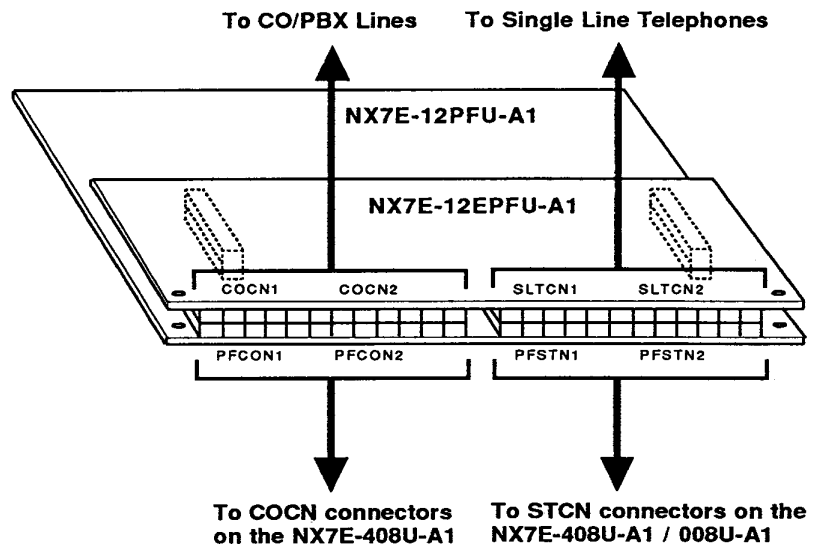 To CO/PBX Lines
To Single Line Telephones
NX7E-12PFU-A1
NX7E-12EPFU-A1
COCN1 COCN2 SLTCN1 SLTCN2
PFCON1 PFCON2 PFSTN1 PFSTN2
To COCN connectors
on the NX7E-408U-A1
To STCN connectors on the
NX7E-408U-A1 / 008U-A1